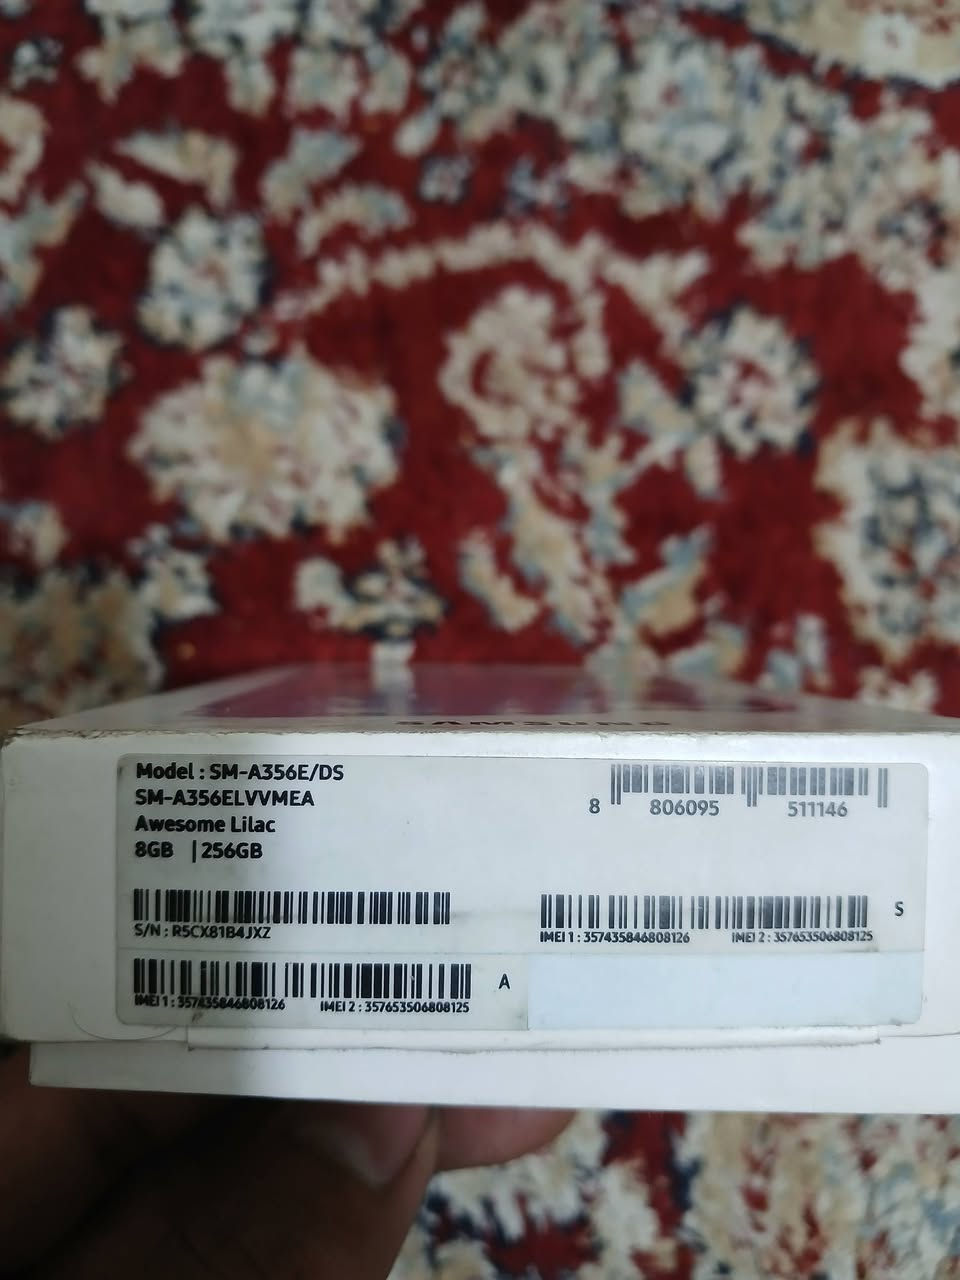 SAMSUNG
Model : SM-A356E/DS
SM-A356ELVVMEA
Awesome Lilac
8GB | 256GB
8 806095 511146
S/N : R5CX81B4JXZ
IMEI 1 : 357435846808126 IMEI 2 : 357653506808125
S
IMEI 1 : 357435846808126 IMEI 2 : 357653506808125
A